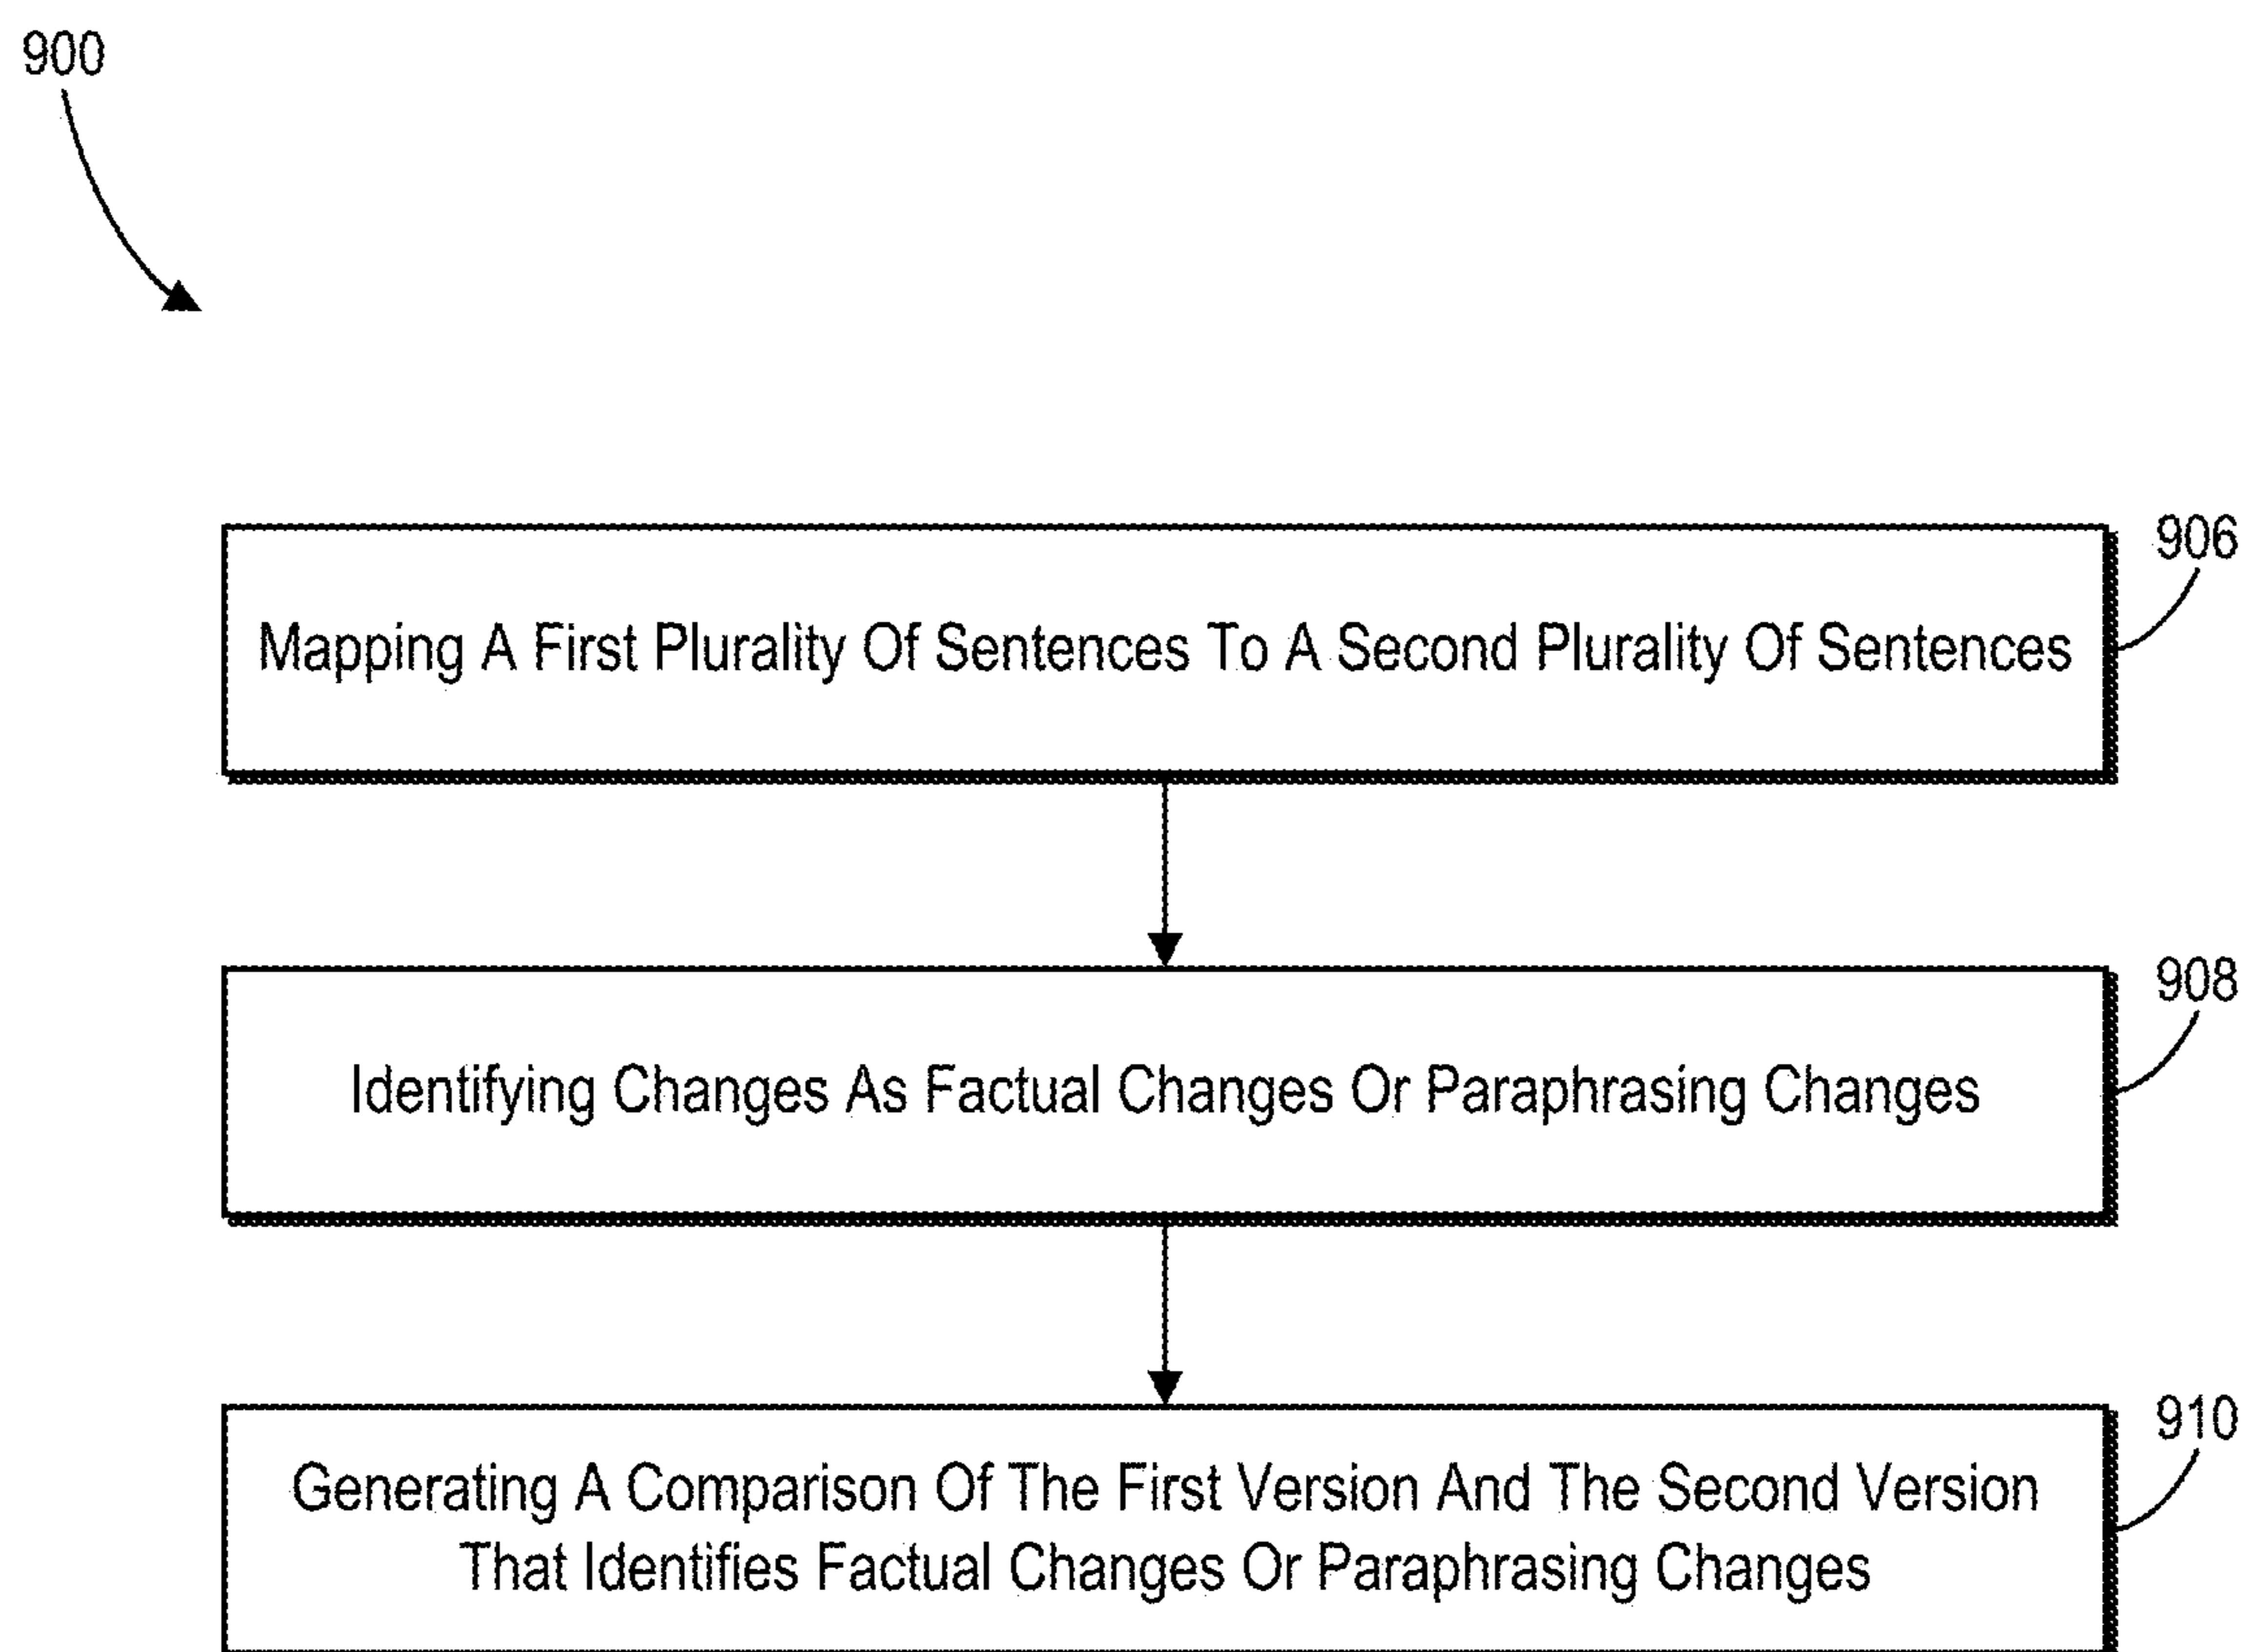 900
906
Mapping A First Plurality Of Sentences To A Second Plurality Of Sentences
908
Identifying Changes As Factual Changes Or Paraphrasing Changes
910
Generating A Comparison Of The First Version And The Second Version
That Identifies Factual Changes Or Paraphrasing Changes